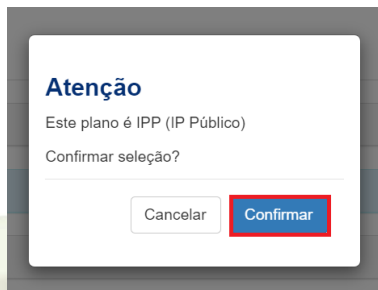 Atenção
Este plano é IPP (IP Público)
Confirmar seleção?
Cancelar Confirmar